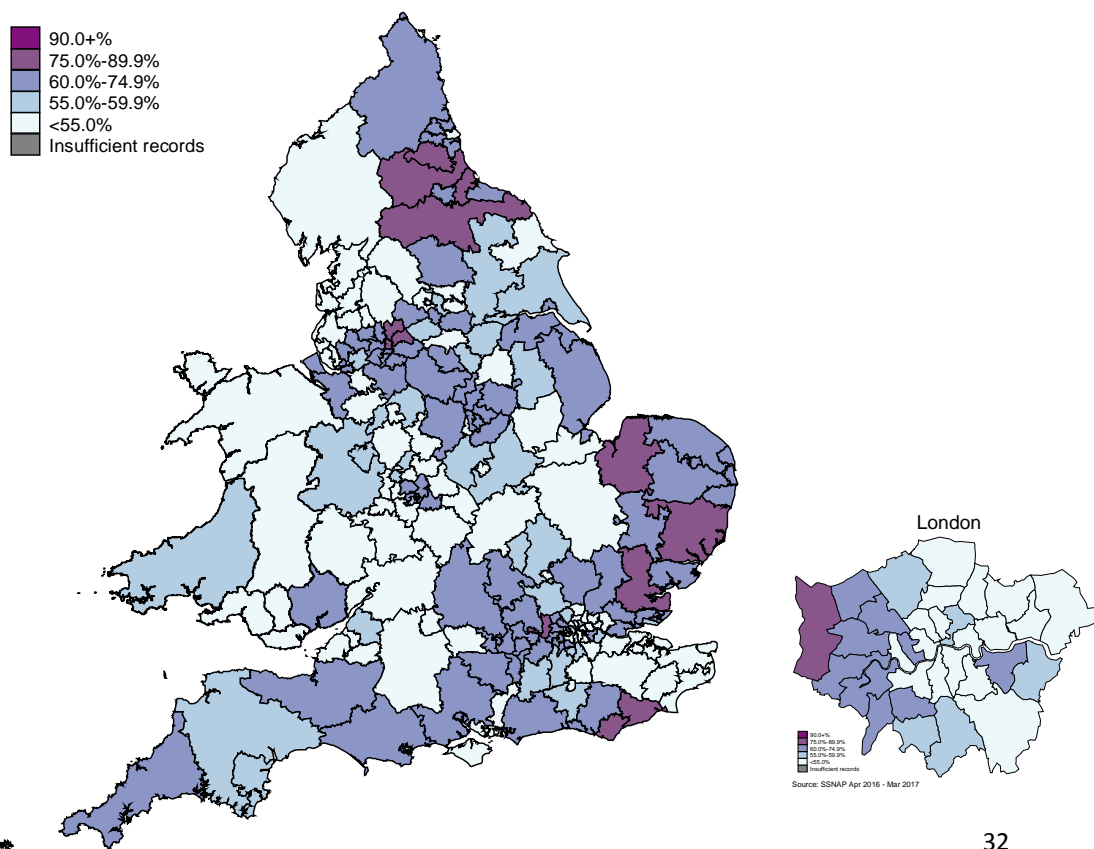 90.0+%
75.0%-89.9%
60.0%-74.9%
55.0%-59.9%
<55.0%
Insufficient records
London
90.0+%
75.0%-89.9%
60.0%-74.9%
55.0%-59.9%
<55.0%
Insufficient records
Source: SSNAP Apr 2016 - Mar 2017
32